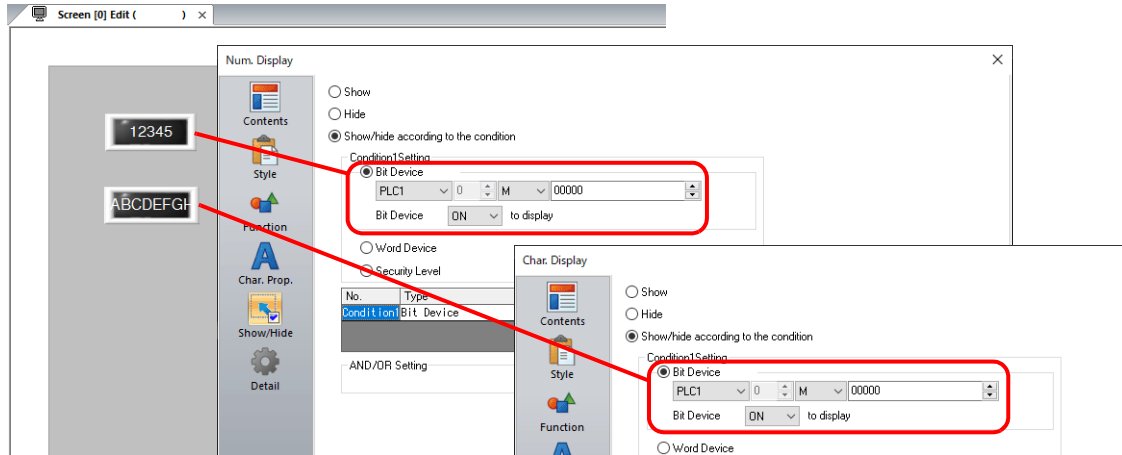 Screen [0] Edit ( )
Num. Display
Contents
Style
Function
Char. Prop.
Show/Hide
Detail
12345
ABCDEFGH
Show
Hide
Show/hide according to the condition
Condition1Setting
Bit Device
PLC1 0 M 00000
Bit Device ON to display
Word Device
Security Level
No. Type
Condition1 Bit Device
AND/OR Setting
Char. Display
Contents
Style
Function
Show
Hide
Show/hide according to the condition
Condition1Setting
Bit Device
PLC1 0 M 00000
Bit Device ON to display
Word Device